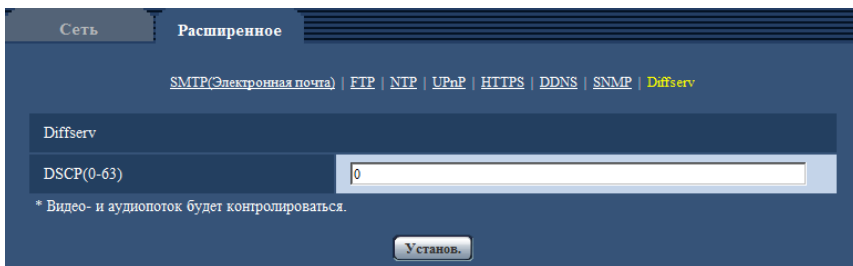 Сеть Расширенное
SMTP(Электронная почта) | FTP | NTP | UPnP | HTTPS | DDNS | SNMP | Diffserv
Diffserv
DSCP(0-63) 0
* Видео- и аудиопоток будет контролироваться.
Установ.